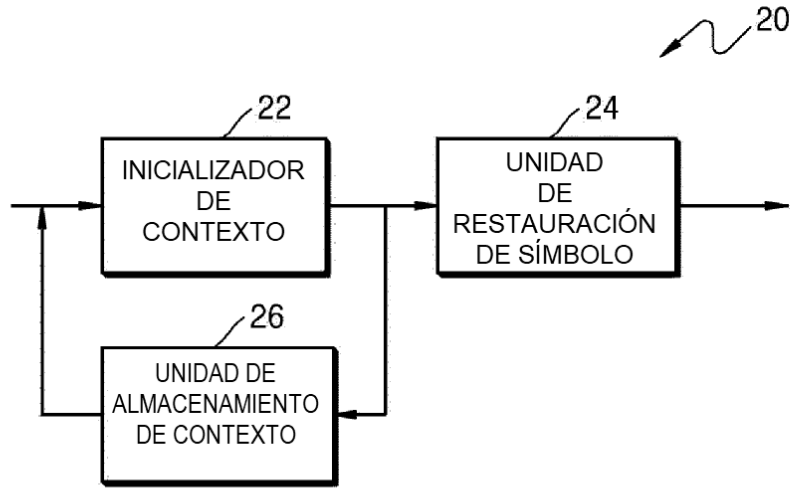 20
22
INICIALIZADOR
DE
CONTEXTO
24
UNIDAD
DE
RESTAURACIÓN
DE SÍMBOLO
26
UNIDAD DE
ALMACENAMIENTO
DE CONTEXTO